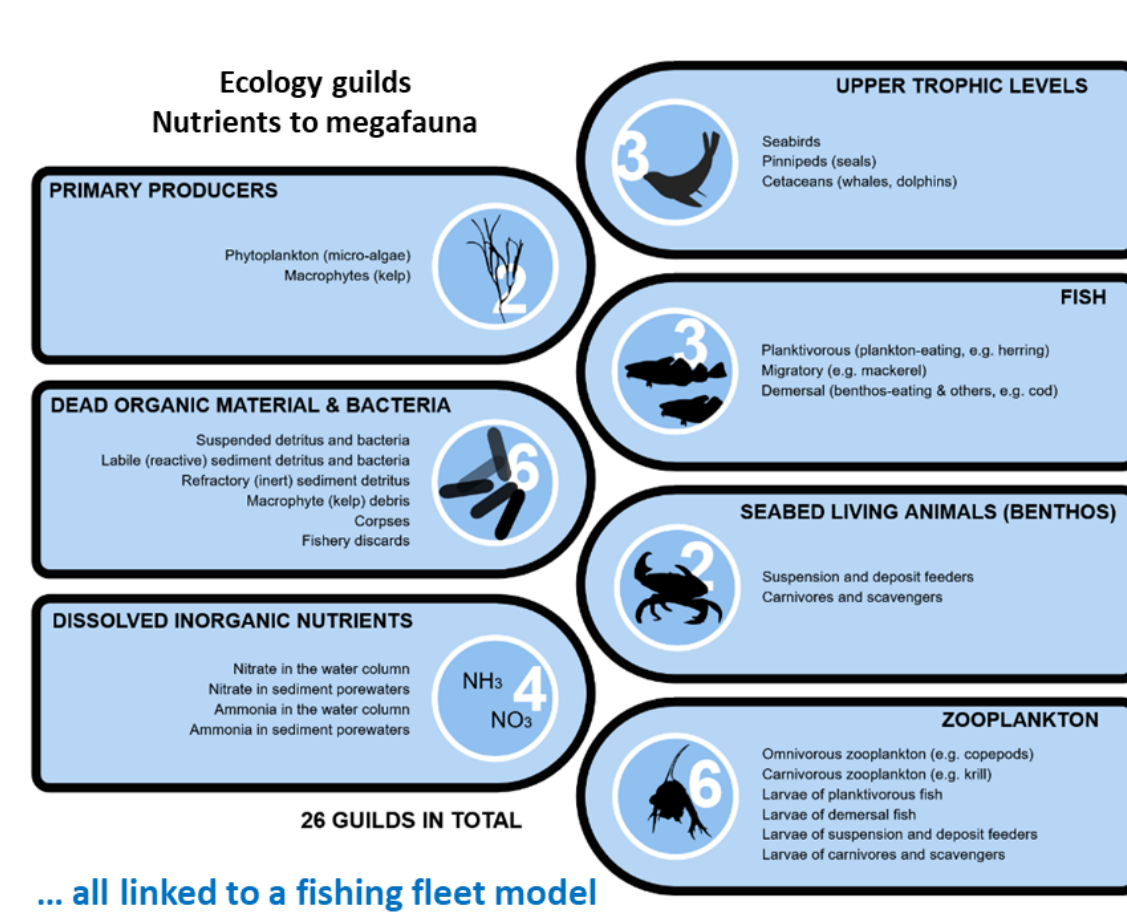 Ecology guilds
Nutrients to megafauna
PRIMARY PRODUCERS
Phytoplankton (micro-algae)
Macrophytes (kelp)
2
DEAD ORGANIC MATERIAL & BACTERIA
Suspended detritus and bacteria
Labile (reactive) sediment detritus and bacteria
Refractory (inert) sediment detritus
Macrophyte (kelp) debris
Corpses
Fishery discards
6
DISSOLVED INORGANIC NUTRIENTS
Nitrate in the water column
Nitrate in sediment porewaters
Ammonia in the water column
Ammonia in sediment porewaters
NH3
4
NO3
26 GUILDS IN TOTAL
... all linked to a fishing fleet model
UPPER TROPHIC LEVELS
3
Seabirds
Pinnipeds (seals)
Cetaceans (whales, dolphins)
FISH
3
Planktivorous (plankton-eating, e.g. herring)
Migratory (e.g. mackerel)
Demersal (benthos-eating & others, e.g. cod)
SEABED LIVING ANIMALS (BENTHOS)
2
Suspension and deposit feeders
Carnivores and scavengers
ZOOPLANKTON
6
Omnivorous zooplankton (e.g. copepods)
Carnivorous zooplankton (e.g. krill)
Larvae of planktivorous fish
Larvae of demersal fish
Larvae of suspension and deposit feeders
Larvae of carnivores and scavengers